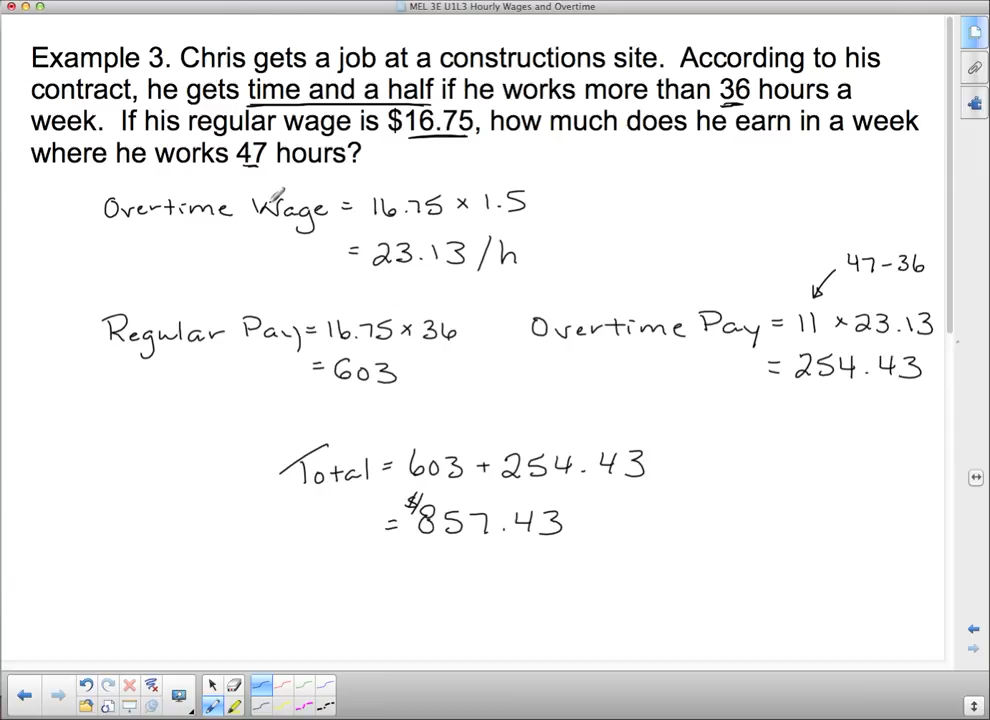 MEL 3E U1L3 Hourly Wages and Overtime
Example 3. Chris gets a job at a constructions site. According to his
contract, he gets time and a half if he works more than 36 hours a
week. If his regular wage is $16.75, how much does he earn in a week
where he works 47 hours?
Overtime Wage = 16.75 × 1.5
= 23.13 / h
47 - 36
Regular Pay = 16.75 × 36
= 603
Overtime Pay = 11 × 23.13
= 254.43
Total = 603 + 254.43
= $857.43